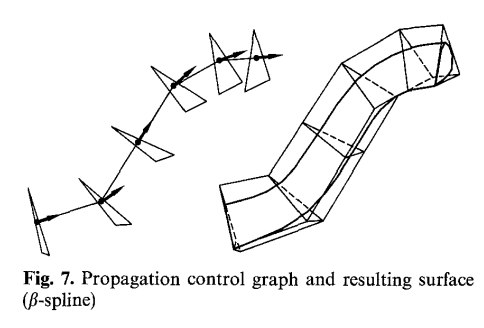 Fig. 7. Propagation control graph and resulting surface
(β-spline)